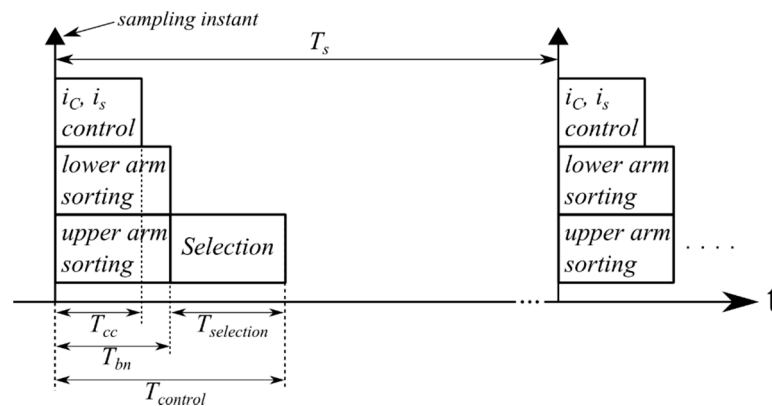 sampling instant
T_s
i_C, i_s
control
i_C, i_s
control
lower arm
sorting
lower arm
sorting
upper arm
sorting
Selection
upper arm
sorting
. . . .
...
t
T_cc
T_selection
T_bn
T_control